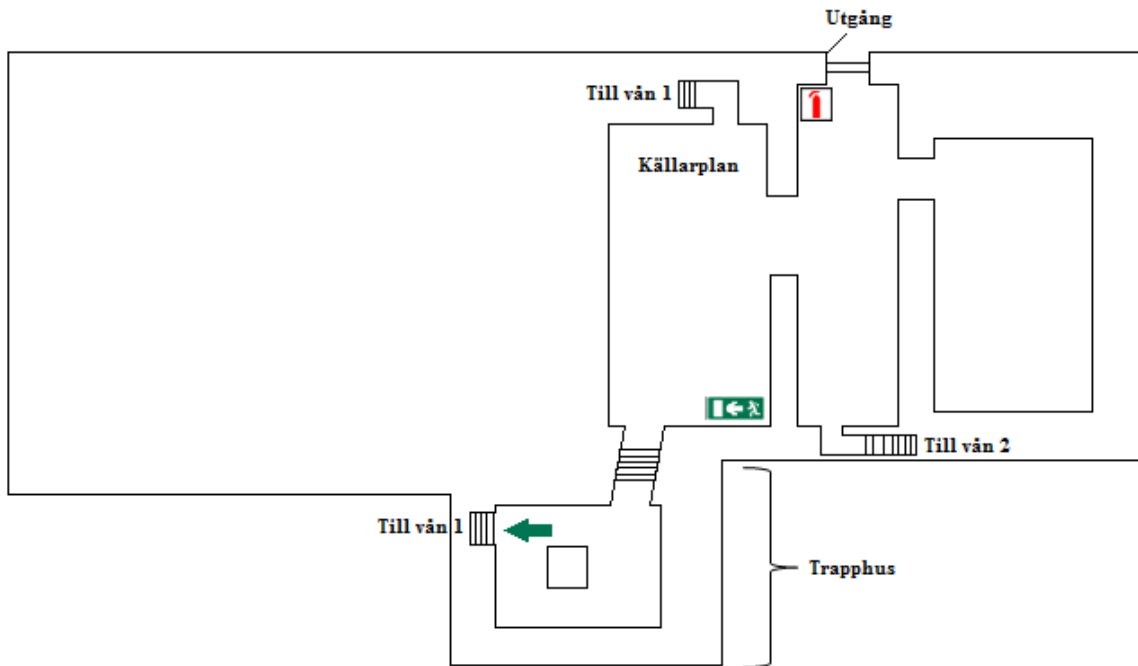 Utgång
Till vån 1
Källarplan
Till vån 2
Till vån 1
Trapphus